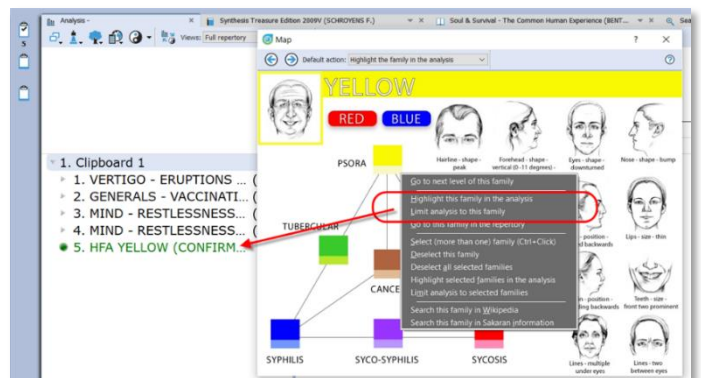 Analysis -
Synthesis Treasure Edition 2009V (SCHROYENS F.)
Soul & Survival - The Common Human Experience (BENT...
Sea
S
Views: Full repertory
Map
Default action: Highlight the family in the analysis
YELLOW
RED
BLUE
Hairline - shape - peak
Forehead - shape - vertical (0-11 degrees) -
Eyes - shape - downturned
Nose - shape - bump
1. Clipboard 1
1. VERTIGO - ERUPTIONS ... (
2. GENERALS - VACCINATI... (
3. MIND - RESTLESSNESS... (
4. MIND - RESTLESSNESS... (
5. HFA YELLOW (CONFIRM...
PSORA
TUBERCULAR
CANCE
SYPHILIS
SYCO-SYPHILIS
SYCOSIS
Go to next level of this family
Highlight this family in the analysis
Limit analysis to this family
Go to this family in the repertory
Select (more than one) family (Ctrl+Click)
Deselect this family
Deselect all selected families
Highlight selected families in the analysis
Limit analysis to selected families
Search this family in Wikipedia
Search this family in Sakaran information
- position -
d backwards
Lips - size - thin
- position -
ding backwards
Teeth - size -
front two prominent
Lines - multiple
under eyes
Lines - two
between eyes